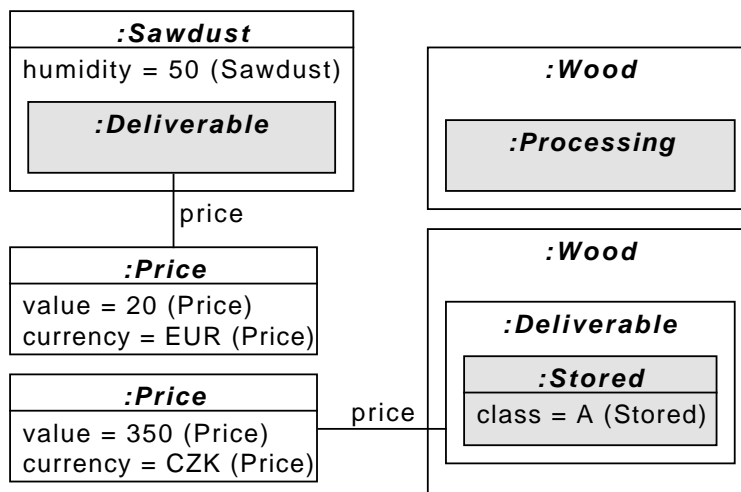 :Sawdust
humidity = 50 (Sawdust)
:Deliverable
price
:Price
value = 20 (Price)
currency = EUR (Price)
:Price
value = 350 (Price)
currency = CZK (Price)
price
:Wood
:Processing
:Wood
:Deliverable
:Stored
class = A (Stored)